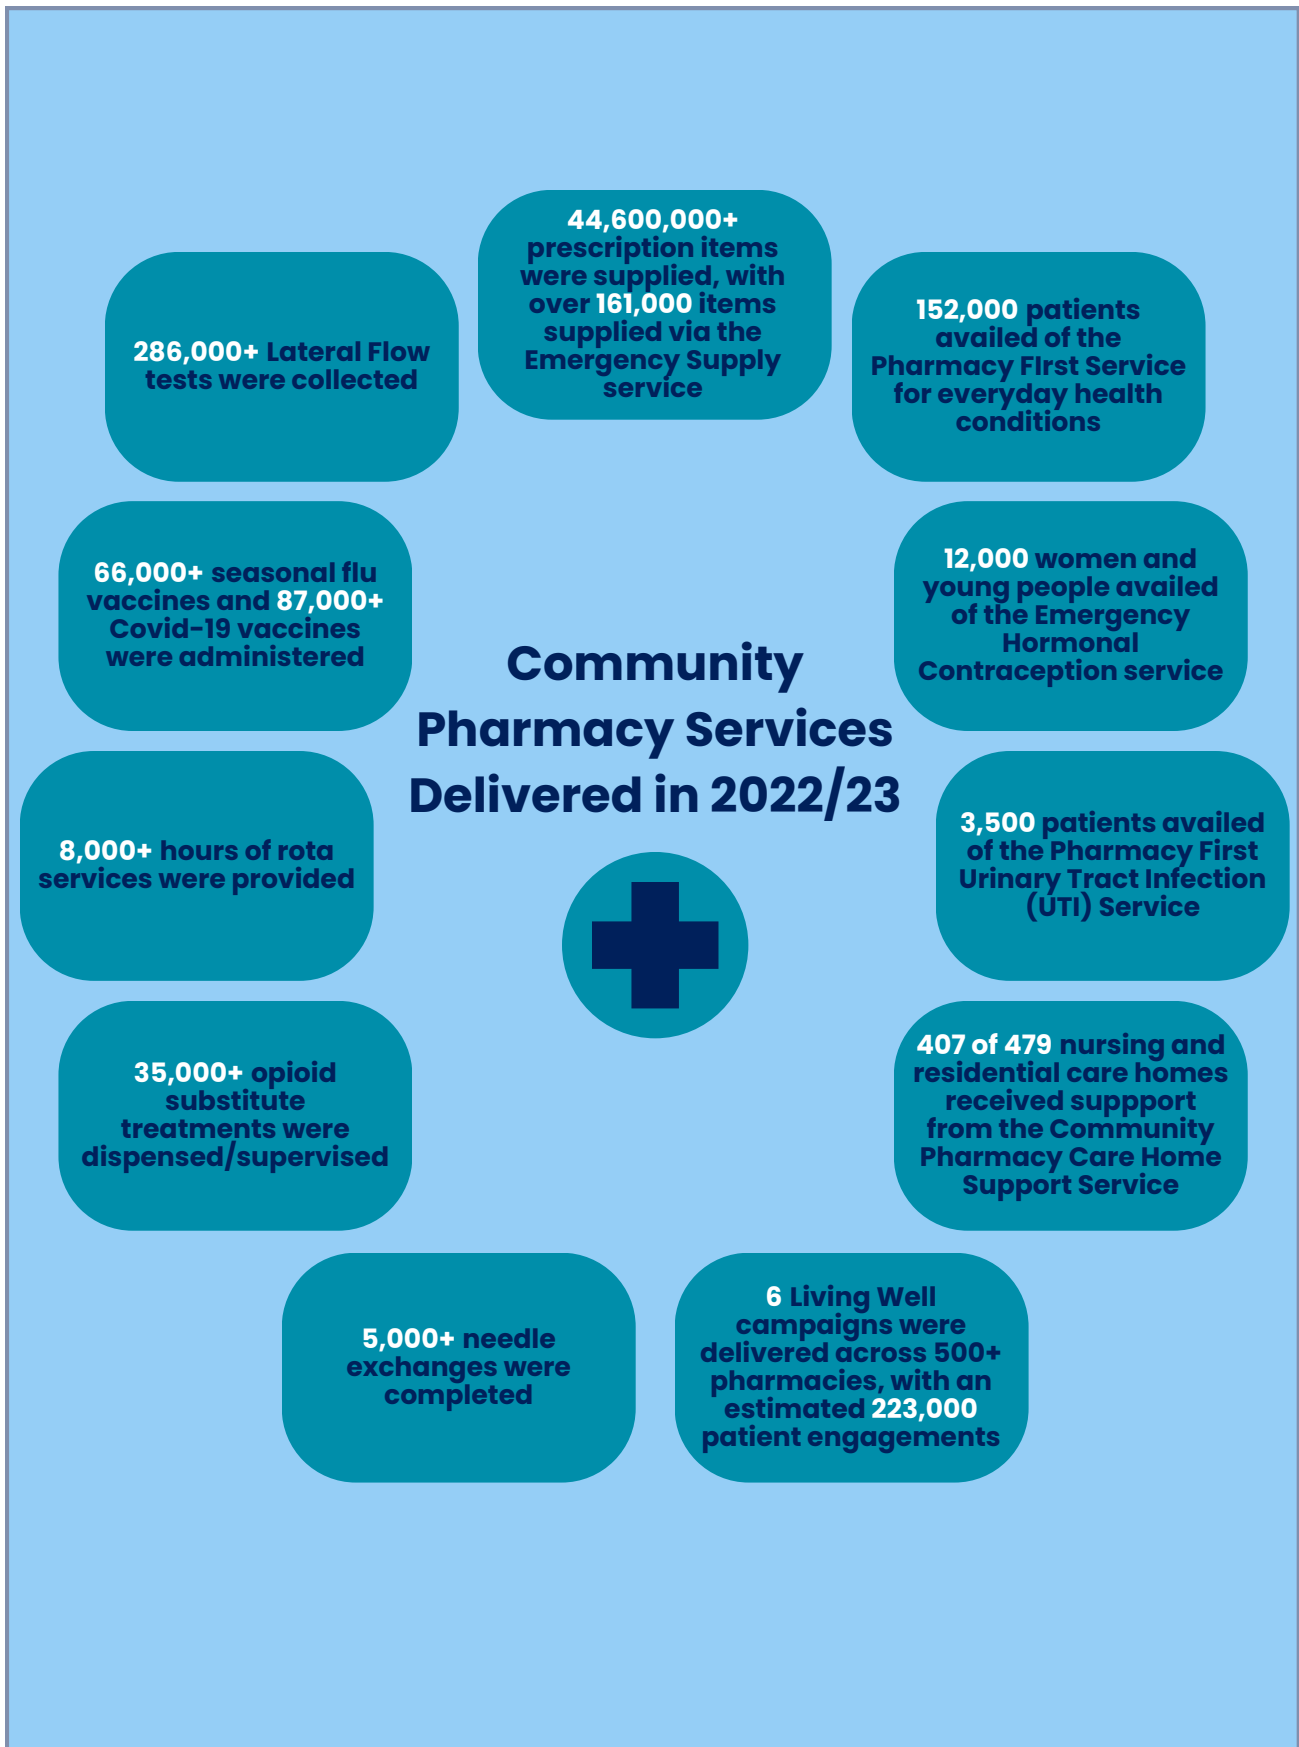 44,600,000+
prescription items
were supplied, with
over 161,000 items
supplied via the
Emergency Supply
service
152,000 patients
availed of the
Pharmacy FIrst Service
for everyday health
conditions
12,000 women and
young people availed
of the Emergency
Hormonal
Contraception service
3,500 patients availed
of the Pharmacy First
Urinary Tract Infection
(UTI) Service
407 of 479 nursing and
residential care homes
received suppport
from the Community
Pharmacy Care Home
Support Service
6 Living Well
campaigns were
delivered across 500+
pharmacies, with an
estimated 223,000
patient engagements
5,000+ needle
exchanges were
completed
35,000+ opioid
substitute
treatments were
dispensed/supervised
8,000+ hours of rota
services were provided
66,000+ seasonal flu
vaccines and 87,000+
Covid-19 vaccines
were administered
286,000+ Lateral Flow
tests were collected
Community
Pharmacy Services
Delivered in 2022/23